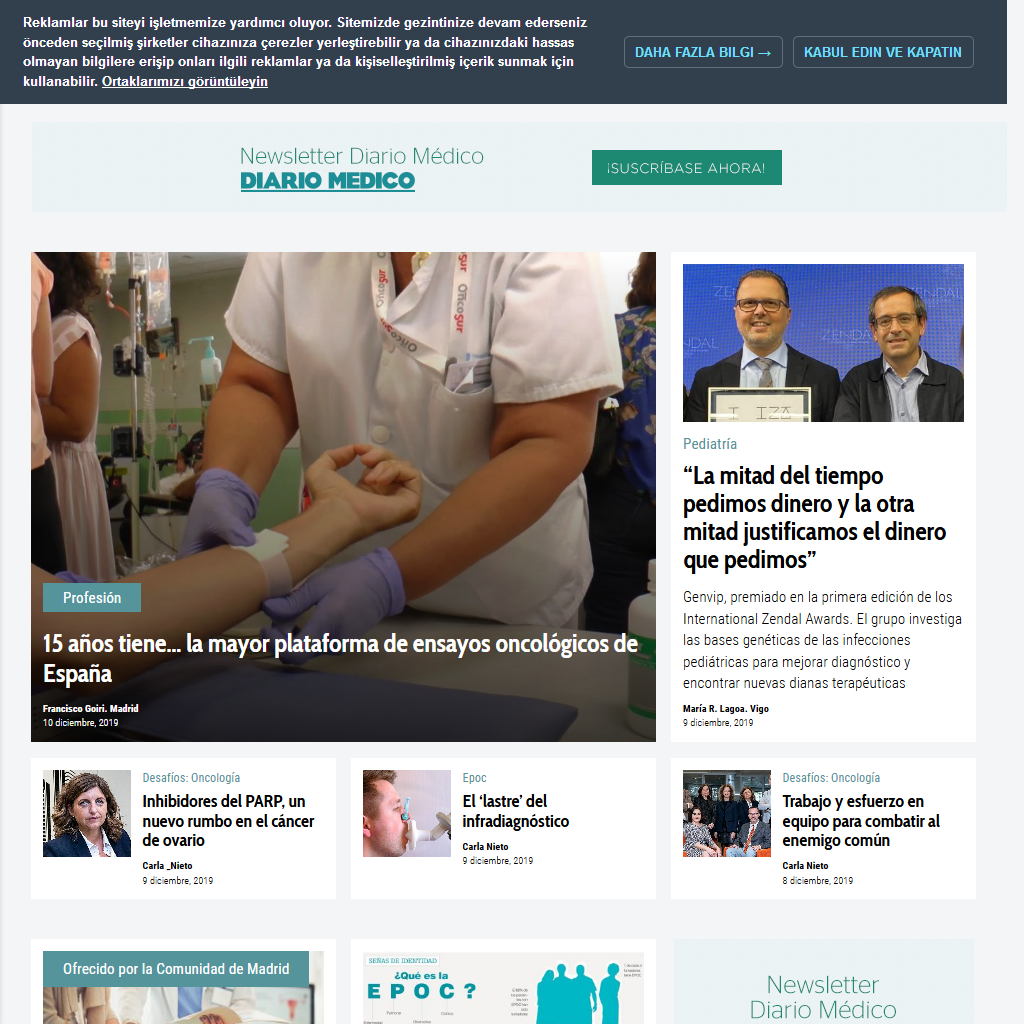 Reklamlar bu siteyi işletmemize yardımcı oluyor. Sitemizde gezintinize devam ederseniz
önceden seçilmiş şirketler cihazınıza çerezler yerleştirebilir ya da cihazınızdaki hassas
olmayan bilgilere erişip onları ilgili reklamlar ya da kişiselleştirilmiş içerik sunmak için
kullanabilir. Ortaklarımızı görüntüleyin
DAHA FAZLA BILGI →
KABUL EDIN VE KAPATIN
Newsletter Diario Médico
DIARIO MEDICO
¡SUSCRÍBASE AHORA!
Oficosur
ZENDAL
Profesión
15 años tiene... la mayor plataforma de ensayos oncológicos de
España
Francisco Goiri. Madrid
10 diciembre, 2019
Pediatría
“La mitad del tiempo
pedimos dinero y la otra
mitad justificamos el dinero
que pedimos”
Genvip, premiado en la primera edición de los
International Zendal Awards. El grupo investiga
las bases genéticas de las infecciones
pediátricas para mejorar diagnóstico y
encontrar nuevas dianas terapéuticas
María R. Lagoa. Vigo
9 diciembre, 2019
Desafíos: Oncología
Inhibidores del PARP, un
nuevo rumbo en el cáncer
de ovario
Carla _Nieto
9 diciembre, 2019
Epoc
El ‘lastre’ del
infradiagnóstico
Carla Nieto
9 diciembre, 2019
Desafíos: Oncología
Trabajo y esfuerzo en
equipo para combatir al
enemigo común
Carla Nieto
8 diciembre, 2019
Ofrecido por la Comunidad de Madrid
SEÑAS DE IDENTIDAD
¿Qué es la
EPOC?
Newsletter
Diario Médico